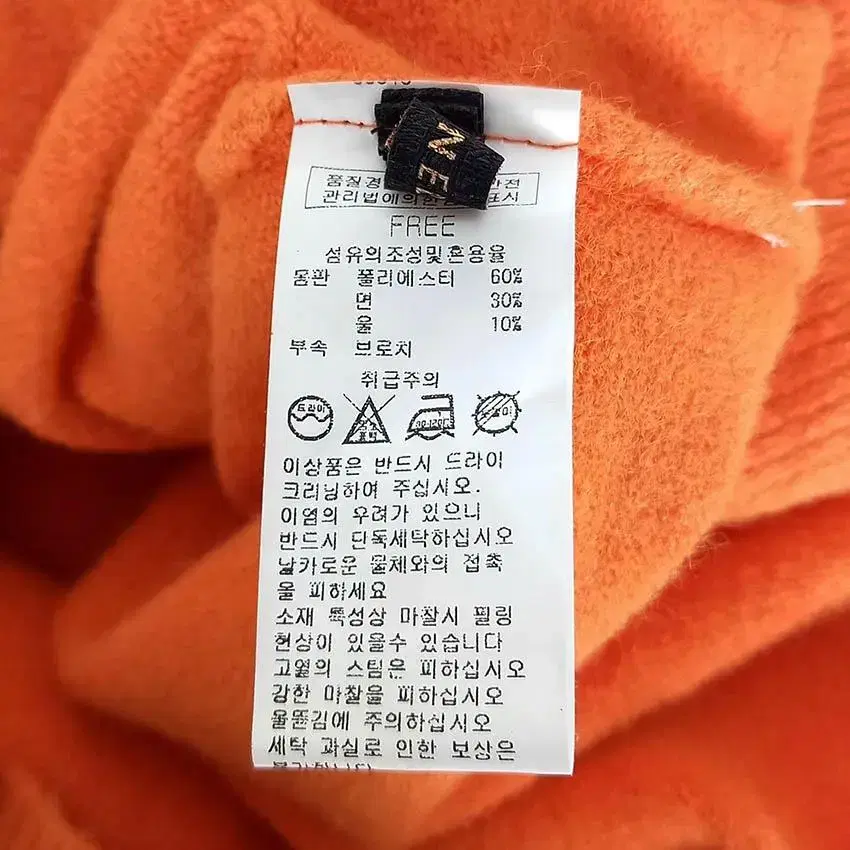 NE
품질경 안전
관리법에의한 표시
FREE
섬유의조성및혼용율
몸판 폴리에스터 60%
면 30%
울 10%
부속 브로치
취급주의
드라이
이상품은 반드시 드라이
크리닝하여 주십시오.
이염의 우려가 있으니
반드시 단독세탁하십시오
날카로운 물체와의 접촉
을 피하세요
소재 특성상 마찰시 필링
현상이 있을수 있습니다
고열의 스팀은 피하십시오
강한 마찰을 피하십시오
올뜯김에 주의하십시오
세탁 과실로 인한 보상은